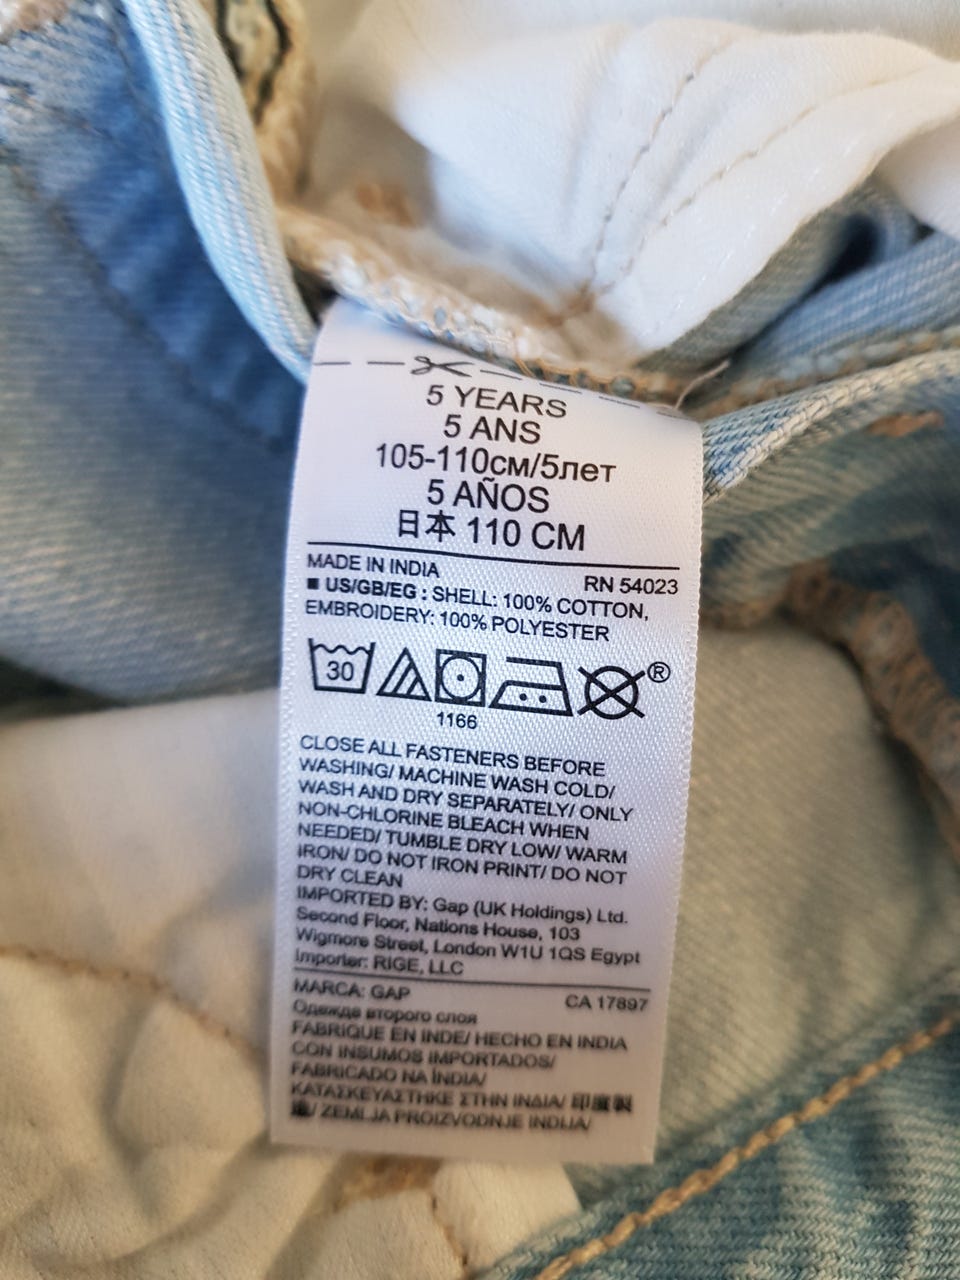 5 YEARS
5 ANS
105-110см/5лет
5 AÑOS
日本 110 CM
MADE IN INDIA RN 54023
■ US/GB/EG : SHELL: 100% COTTON,
EMBROIDERY: 100% POLYESTER
30 ®
1166
CLOSE ALL FASTENERS BEFORE
WASHING/ MACHINE WASH COLD/
WASH AND DRY SEPARATELY/ ONLY
NON-CHLORINE BLEACH WHEN
NEEDED/ TUMBLE DRY LOW/ WARM
IRON/ DO NOT IRON PRINT/ DO NOT
DRY CLEAN
IMPORTED BY: Gap (UK Holdings) Ltd.
Second Floor, Nations House, 103
Wigmore Street, London W1U 1QS Egypt
Importer: RIGE, LLC
MARCA: GAP CA 17897
Одежда второго слоя
FABRIQUE EN INDE/ HECHO EN INDIA
CON INSUMOS IMPORTADOS/
FABRICADO NA ÍNDIA/
ΚΑΤΑΣΚΕΥΑΣΤΗΚΕ ΣΤΗΝ ΙΝΔΙΑ/ 印度製
造/ ZEMLJA PROIZVODNJE INDIJA/